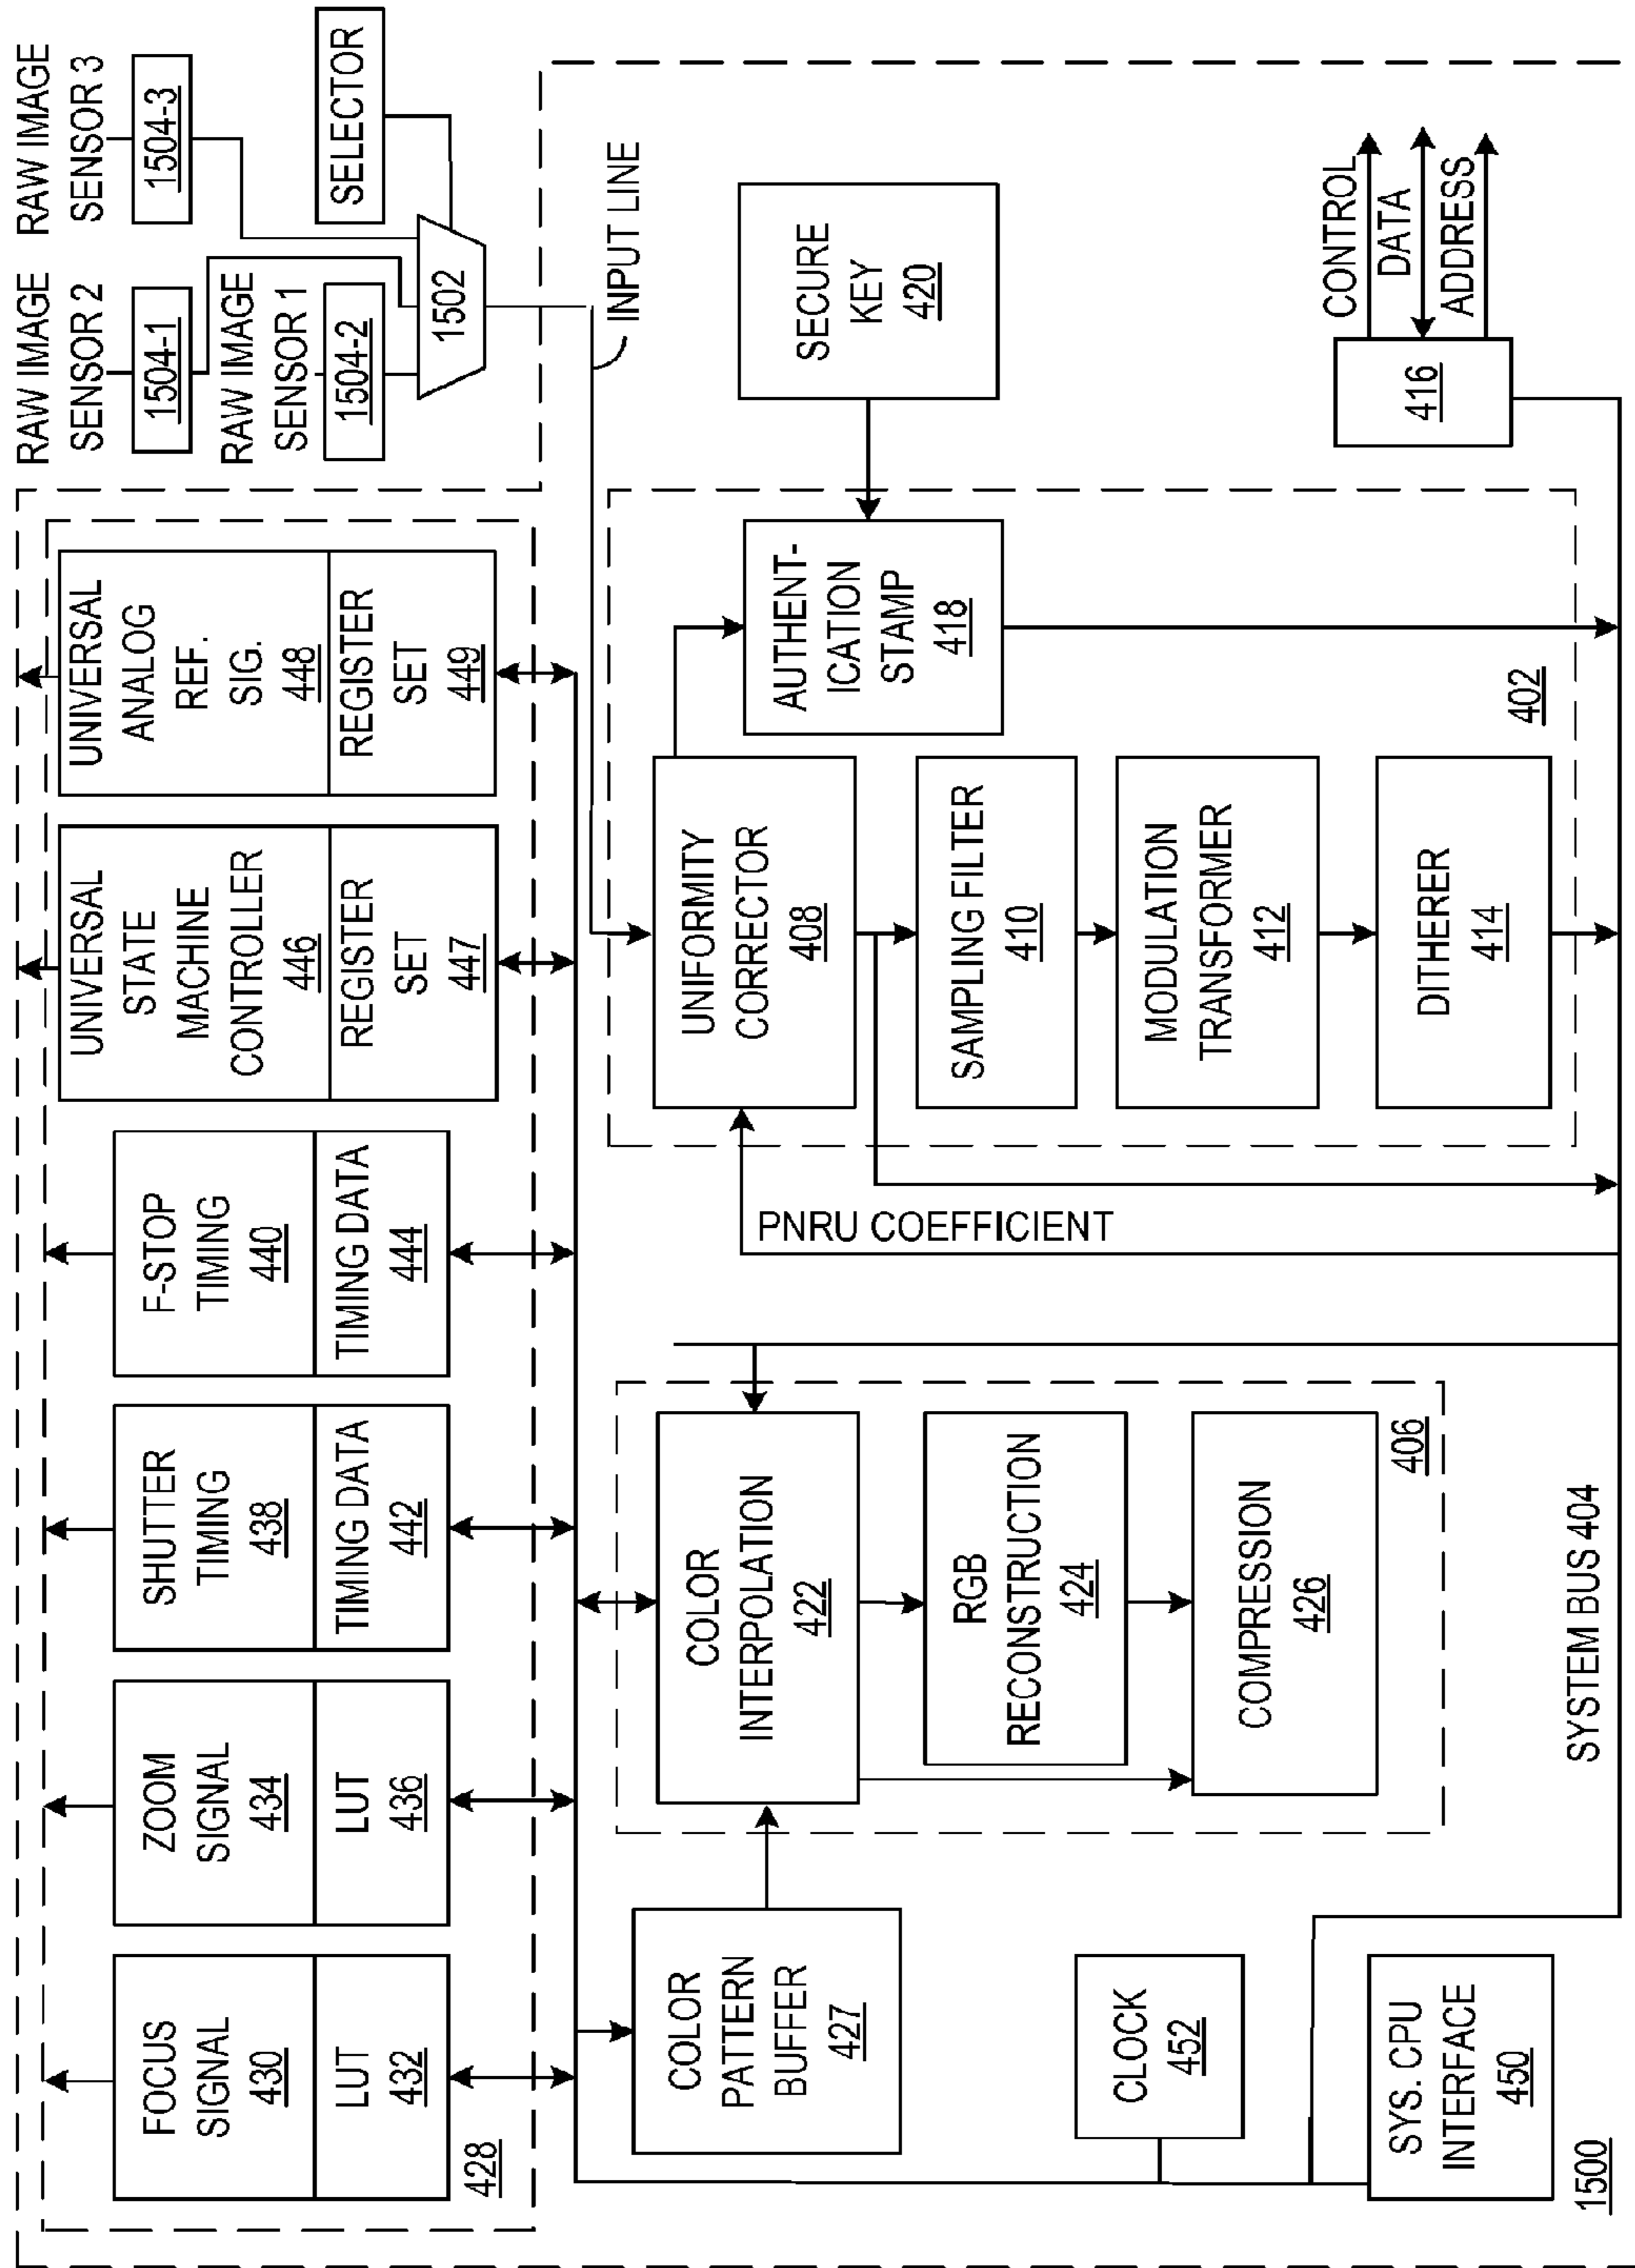 FOCUS
SIGNAL
430
LUT
432
ZOOM
SIGNAL
434
LUT
436
SHUTTER
TIMING
438
TIMING DATA
442
F-STOP
TIMING
440
TIMING DATA
444
UNIVERSAL
STATE
MACHINE
CONTROLLER
446
REGISTER
SET
447
UNIVERSAL
ANALOG
REF.
SIG.
448
REGISTER
SET
449
428
RAW IMAGE
SENSOR 2
1504-1
RAW IMAGE
SENSOR 3
1504-3
RAW IMAGE
SENSOR 1
1504-2
SELECTOR
1502
INPUT LINE
COLOR
PATTERN
BUFFER
427
COLOR
INTERPOLATION
422
RGB
RECONSTRUCTION
424
COMPRESSION
426
406
PNRU COEFFICIENT
UNIFORMITY
CORRECTOR
408
SAMPLING FILTER
410
MODULATION
TRANSFORMER
412
DITHERER
414
AUTHENT-
ICATION
STAMP
418
402
SECURE
KEY
420
CONTROL
DATA
ADDRESS
416
CLOCK
452
SYS. CPU
INTERFACE
450
SYSTEM BUS 404
1500